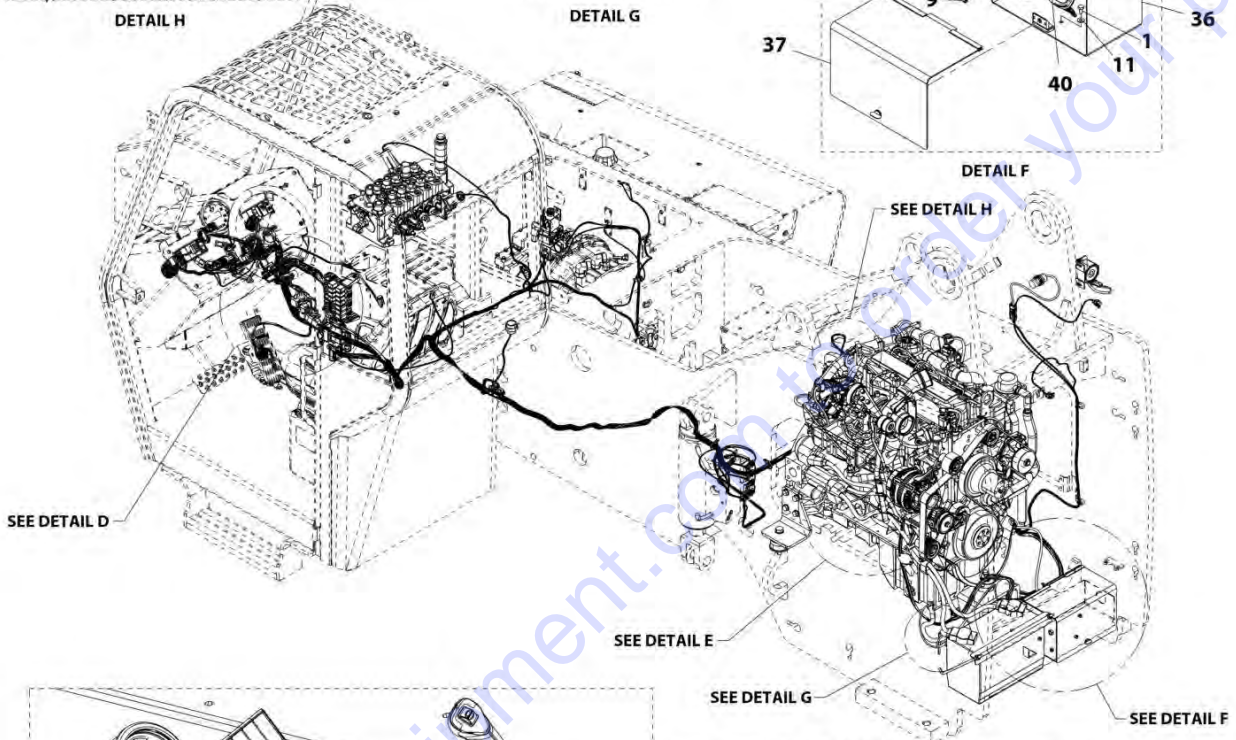 DETAIL H
DETAIL G
9
36
37
1
11
40
DETAIL F
SEE DETAIL H
SEE DETAIL D
SEE DETAIL E
SEE DETAIL G
SEE DETAIL F